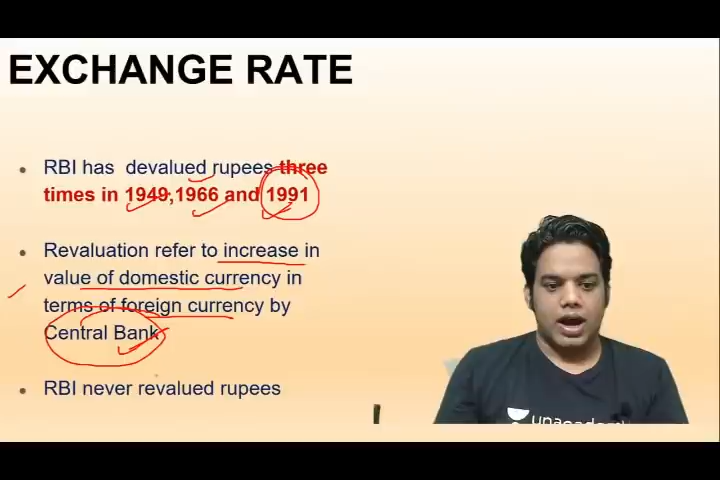 EXCHANGE RATE
RBI has devalued rupees three
times in 1949,1966 and 1991
Revaluation refer to increase in
value of domestic currency in
terms of foreign currency by
Central Bank
RBI never revalued rupees